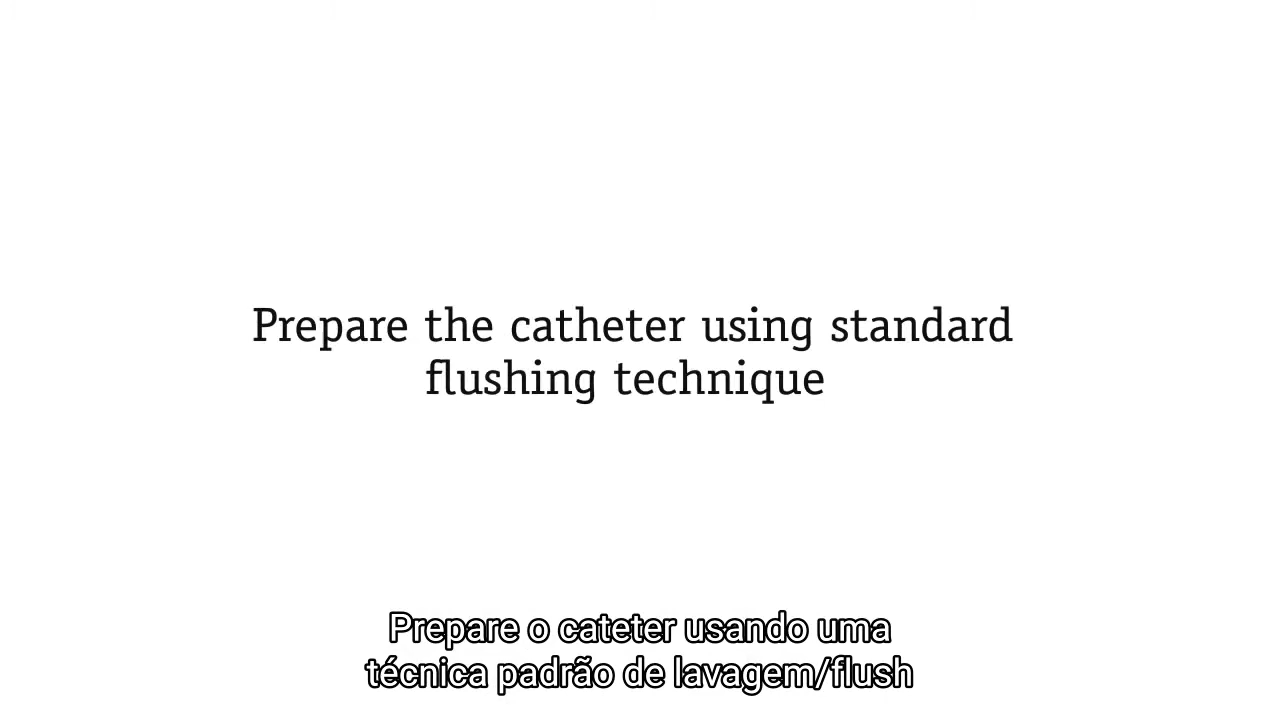 Prepare the catheter using standard
flushing technique
Prepare o cateter usando uma
técnica padrão de lavagem/flush